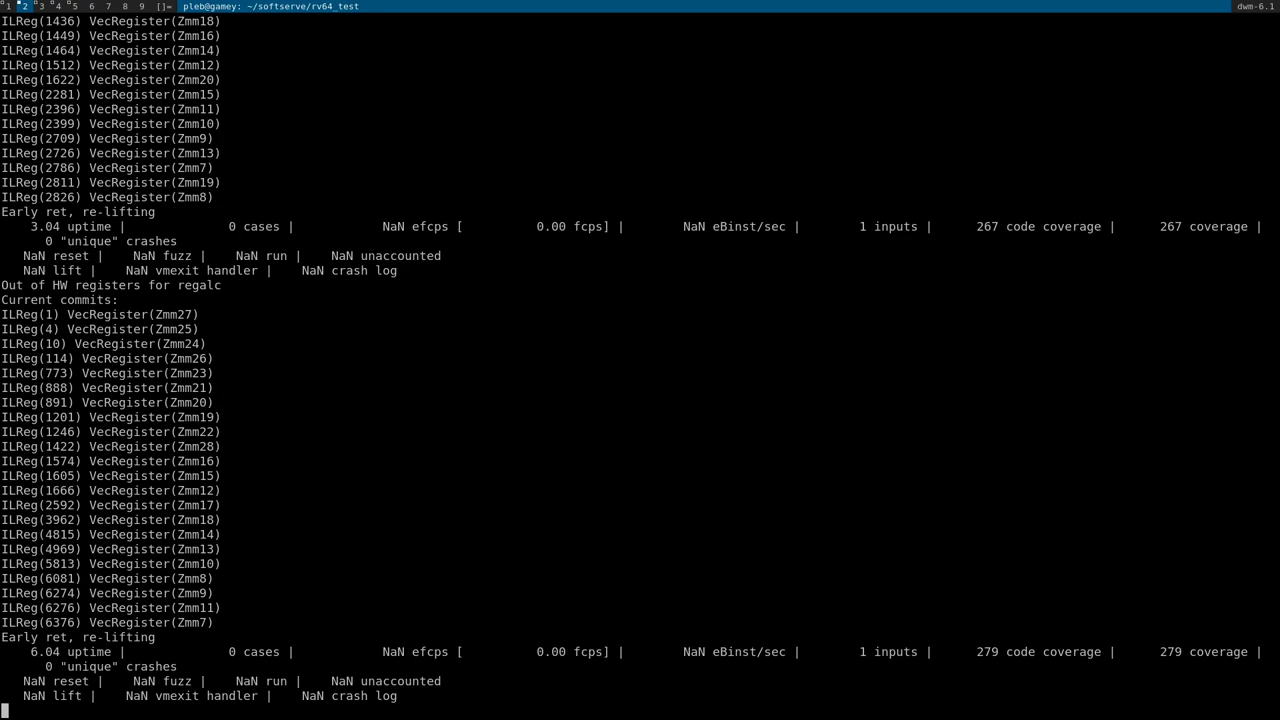 1 2 3 4 5 6 7 8 9 []= pleb@gamey: ~/softserve/rv64_test dwm-6.1
ILReg(1436) VecRegister(Zmm18)
ILReg(1449) VecRegister(Zmm16)
ILReg(1464) VecRegister(Zmm14)
ILReg(1512) VecRegister(Zmm12)
ILReg(1622) VecRegister(Zmm20)
ILReg(2281) VecRegister(Zmm15)
ILReg(2396) VecRegister(Zmm11)
ILReg(2399) VecRegister(Zmm10)
ILReg(2709) VecRegister(Zmm9)
ILReg(2726) VecRegister(Zmm13)
ILReg(2786) VecRegister(Zmm7)
ILReg(2811) VecRegister(Zmm19)
ILReg(2826) VecRegister(Zmm8)
Early ret, re-lifting
3.04 uptime | 0 cases | NaN efcps [ 0.00 fcps] | NaN eBinst/sec | 1 inputs | 267 code coverage | 267 coverage |
0 "unique" crashes
NaN reset | NaN fuzz | NaN run | NaN unaccounted
NaN lift | NaN vmexit handler | NaN crash log
Out of HW registers for regalc
Current commits:
ILReg(1) VecRegister(Zmm27)
ILReg(4) VecRegister(Zmm25)
ILReg(10) VecRegister(Zmm24)
ILReg(114) VecRegister(Zmm26)
ILReg(773) VecRegister(Zmm23)
ILReg(888) VecRegister(Zmm21)
ILReg(891) VecRegister(Zmm20)
ILReg(1201) VecRegister(Zmm19)
ILReg(1246) VecRegister(Zmm22)
ILReg(1422) VecRegister(Zmm28)
ILReg(1574) VecRegister(Zmm16)
ILReg(1605) VecRegister(Zmm15)
ILReg(1666) VecRegister(Zmm12)
ILReg(2592) VecRegister(Zmm17)
ILReg(3962) VecRegister(Zmm18)
ILReg(4815) VecRegister(Zmm14)
ILReg(4969) VecRegister(Zmm13)
ILReg(5813) VecRegister(Zmm10)
ILReg(6081) VecRegister(Zmm8)
ILReg(6274) VecRegister(Zmm9)
ILReg(6276) VecRegister(Zmm11)
ILReg(6376) VecRegister(Zmm7)
Early ret, re-lifting
6.04 uptime | 0 cases | NaN efcps [ 0.00 fcps] | NaN eBinst/sec | 1 inputs | 279 code coverage | 279 coverage |
0 "unique" crashes
NaN reset | NaN fuzz | NaN run | NaN unaccounted
NaN lift | NaN vmexit handler | NaN crash log